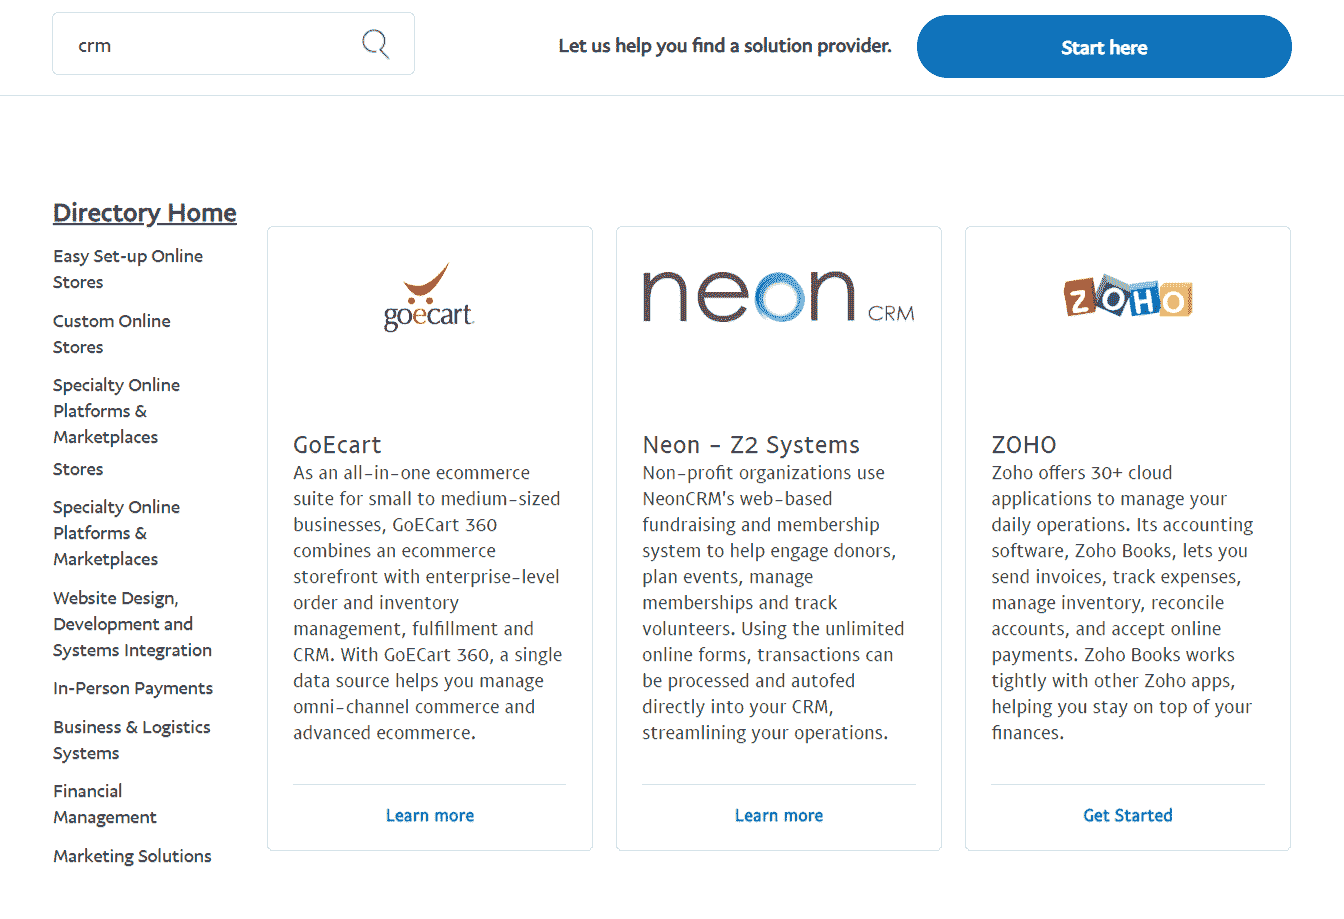 crm
Let us help you find a solution provider.
Start here
Directory Home
Easy Set-up Online
Stores
Custom Online
Stores
Specialty Online
Platforms &
Marketplaces
Stores
Specialty Online
Platforms &
Marketplaces
Website Design,
Development and
Systems Integration
In-Person Payments
Business & Logistics
Systems
Financial
Management
Marketing Solutions
goecart
GoEcart
As an all-in-one ecommerce
suite for small to medium-sized
businesses, GoECart 360
combines an ecommerce
storefront with enterprise-level
order and inventory
management, fulfillment and
CRM. With GoECart 360, a single
data source helps you manage
omni-channel commerce and
advanced ecommerce.
Learn more
neon CRM
Neon - Z2 Systems
Non-profit organizations use
NeonCRM's web-based
fundraising and membership
system to help engage donors,
plan events, manage
memberships and track
volunteers. Using the unlimited
online forms, transactions can
be processed and autofed
directly into your CRM,
streamlining your operations.
Learn more
ZOHO
ZOHO
Zoho offers 30+ cloud
applications to manage your
daily operations. Its accounting
software, Zoho Books, lets you
send invoices, track expenses,
manage inventory, reconcile
accounts, and accept online
payments. Zoho Books works
tightly with other Zoho apps,
helping you stay on top of your
finances.
Get Started